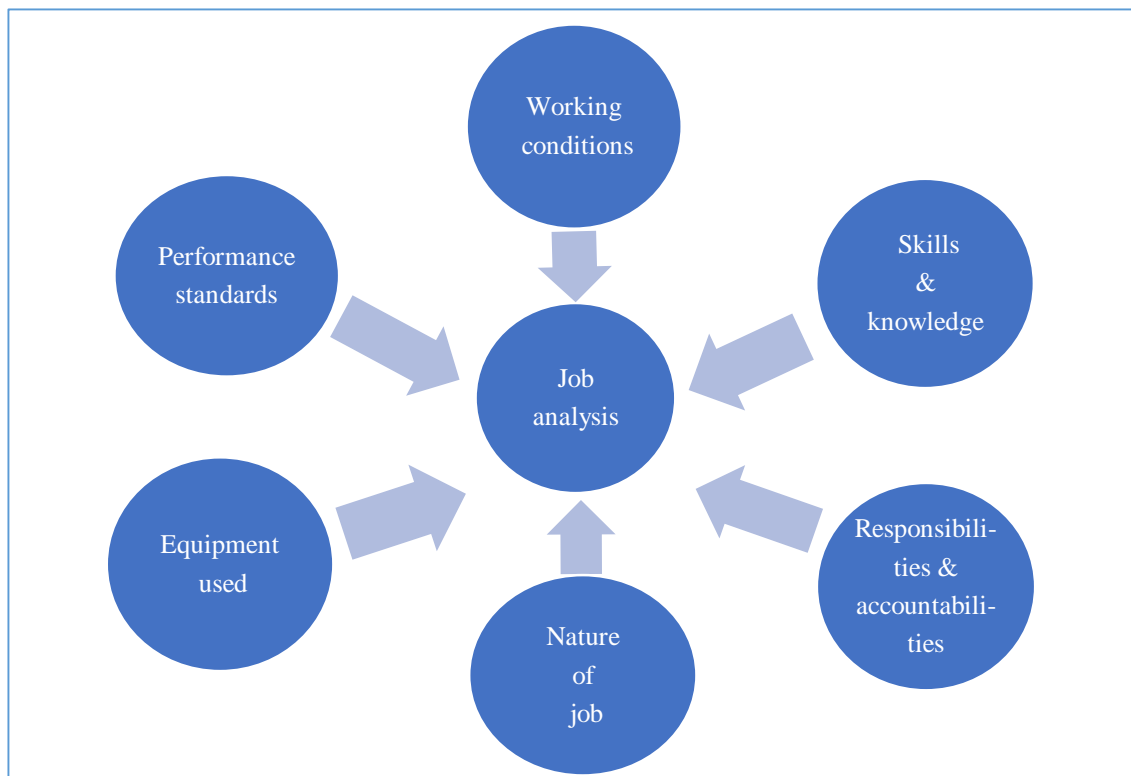 Working
conditions
Performance
standards
Skills
&
knowledge
Job
analysis
Equipment
used
Responsibili-
ties &
accountabili-
ties
Nature
of
job